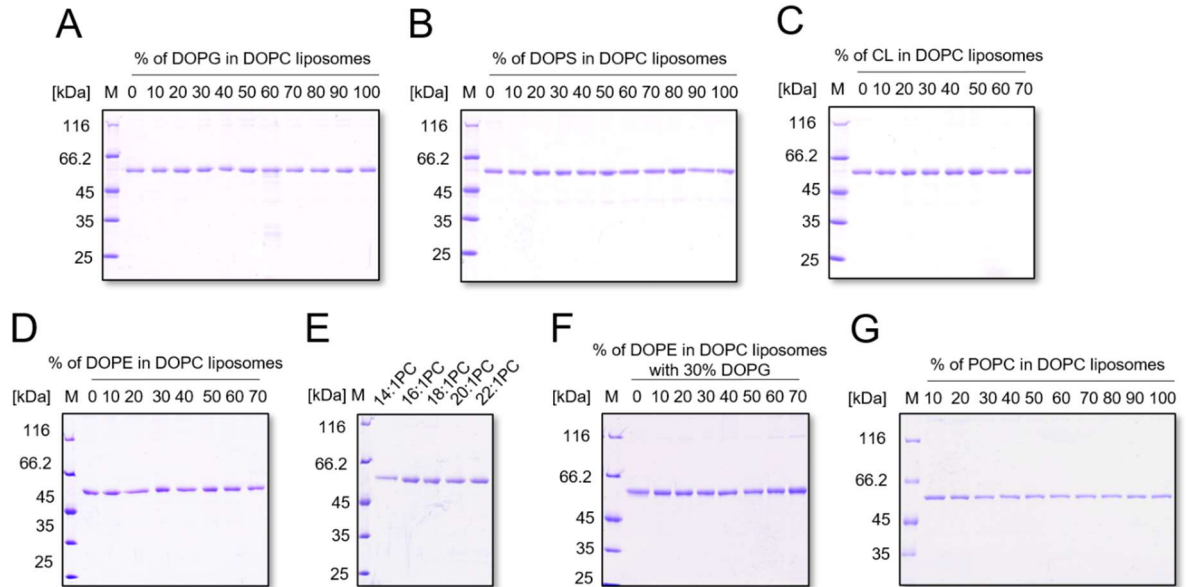 A
% of DOPG in DOPC liposomes
[kDa] M 0 10 20 30 40 50 60 70 80 90 100
116
66.2
45
35
25
B
% of DOPS in DOPC liposomes
[kDa] M 0 10 20 30 40 50 60 70 80 90 100
116
66.2
45
35
25
C
% of CL in DOPC liposomes
[kDa] M 0 10 20 30 40 50 60 70
116
66.2
45
35
25
D
% of DOPE in DOPC liposomes
[kDa] M 0 10 20 30 40 50 60 70
116
66.2
45
35
25
E
[kDa] M 14:1PC 16:1PC 18:1PC 20:1PC 22:1PC
116
66.2
45
35
25
F
% of DOPE in DOPC liposomes
with 30% DOPG
[kDa] M 0 10 20 30 40 50 60 70
116
66.2
45
35
25
G
% of POPC in DOPC liposomes
[kDa] M 10 20 30 40 50 60 70 80 90 100
116
66.2
45
35